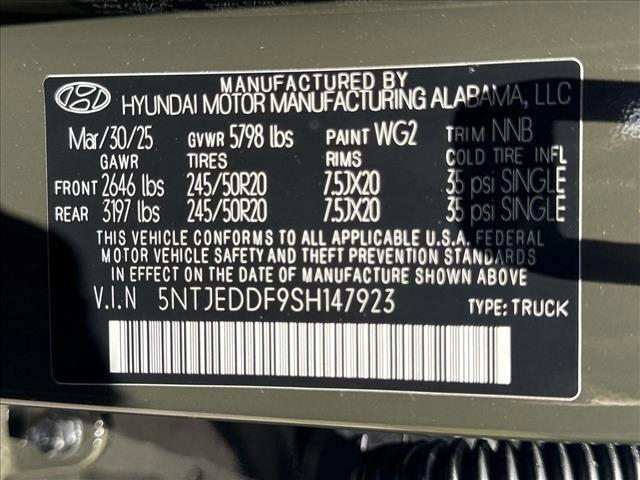 MANUFACTURED BY
HYUNDAI MOTOR MANUFACTURING ALABAMA, LLC
Mar/30/25 GVWR 5798 lbs PAINT WG2 TRIM NNB
GAWR TIRES RIMS COLD TIRE INFL
FRONT 2646 lbs 245/50R20 7.5JX20 35 psi SINGLE
REAR 3197 lbs 245/50R20 7.5JX20 35 psi SINGLE
THIS VEHICLE CONFORMS TO ALL APPLICABLE U.S.A. FEDERAL
MOTOR VEHICLE SAFETY AND THEFT PREVENTION STANDARDS
IN EFFECT ON THE DATE OF MANUFACTURE SHOWN ABOVE.
V.I.N 5NTJEDDF9SH147923 TYPE: TRUCK